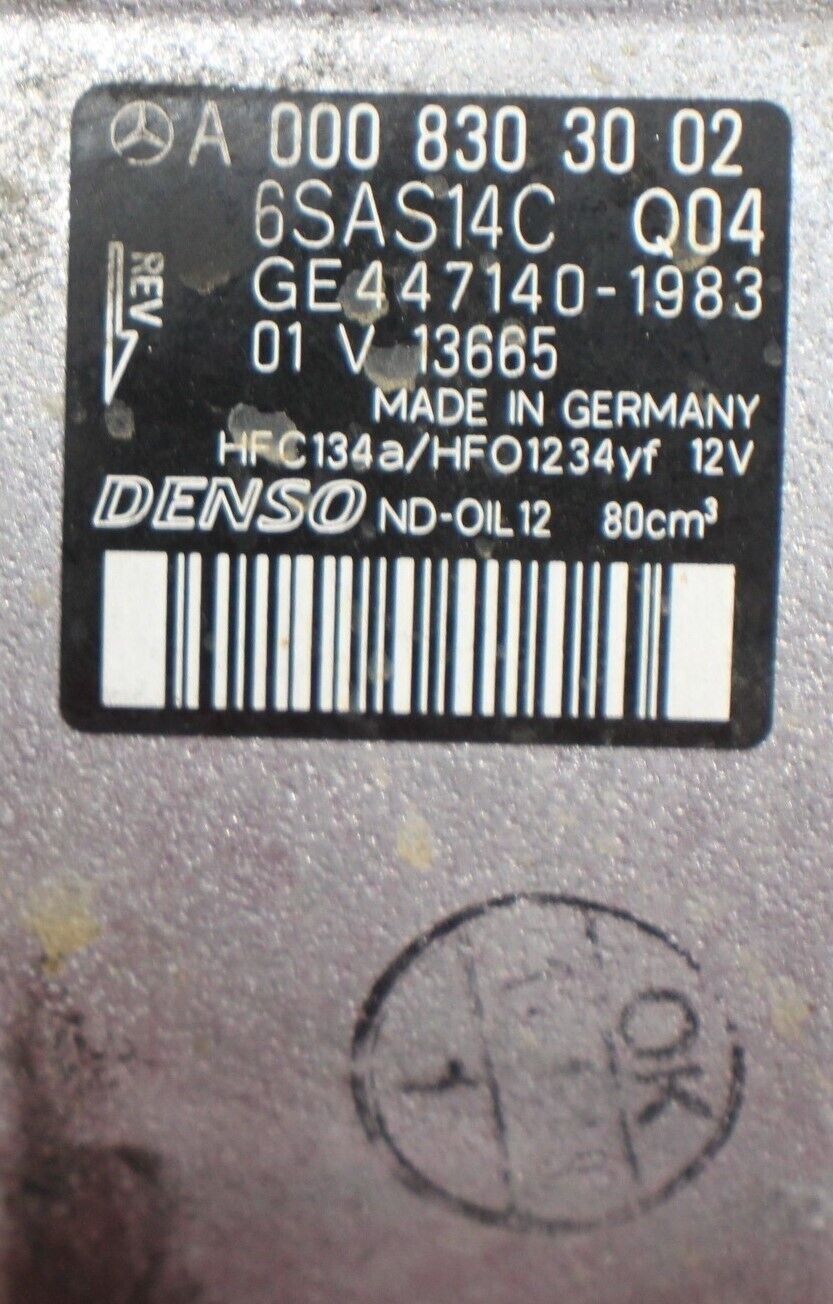 A 000 830 30 02
6SAS14C Q04
REV
GE447140-1983
01 V 13665
MADE IN GERMANY
HFC134a/HFO1234yf 12V
DENSO ND-OIL12 80cm³
OK